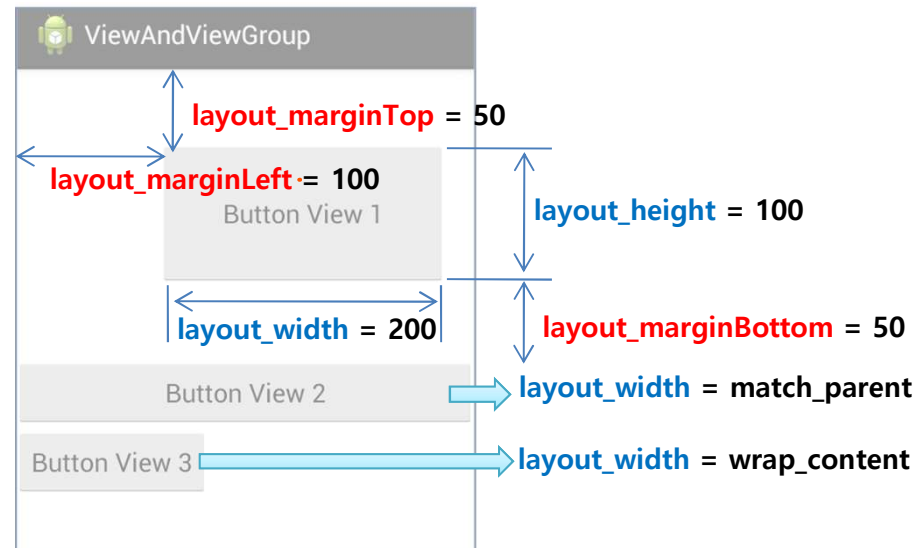 ViewAndViewGroup
layout_marginTop = 50
layout_marginLeft = 100
Button View 1
layout_height = 100
layout_width = 200
layout_marginBottom = 50
Button View 2
layout_width = match_parent
Button View 3
layout_width = wrap_content